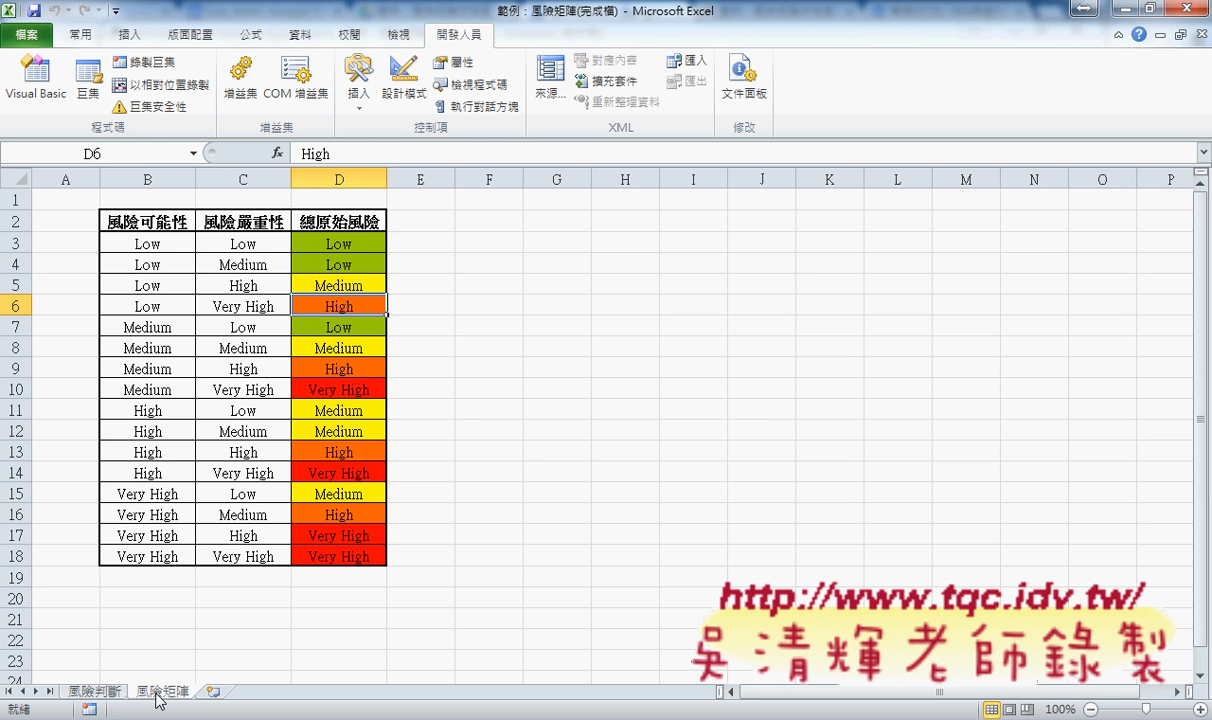 範例：風險矩陣(完成檔) - Microsoft Excel
檔案 常用 插入 版面配置 公式 資料 校閱 檢視 開發人員
Visual Basic 巨集 錄製巨集 以相對位置錄製 巨集安全性 程式碼
增益集 COM 增益集 增益集
插入 設計模式 屬性 檢視程式碼 執行對話方塊 控制項
來源... 對應內容 擴充套件 重新整理資料 匯入 匯出 XML
文件面板 修改
D6 fx High
A B C D E F G H I J K L M N O P
1
2 風險可能性 風險嚴重性 總原始風險
3 Low Low Low
4 Low Medium Low
5 Low High Medium
6 Low Very High High
7 Medium Low Low
8 Medium Medium Medium
9 Medium High High
10 Medium Very High Very High
11 High Low Medium
12 High Medium Medium
13 High High High
14 High Very High Very High
15 Very High Low Medium
16 Very High Medium High
17 Very High High Very High
18 Very High Very High Very High
19
20
21
22
23
24
http://www.tqc.idv.tw/
吳清輝老師錄製
風險判斷 風險矩陣
就緒 100%